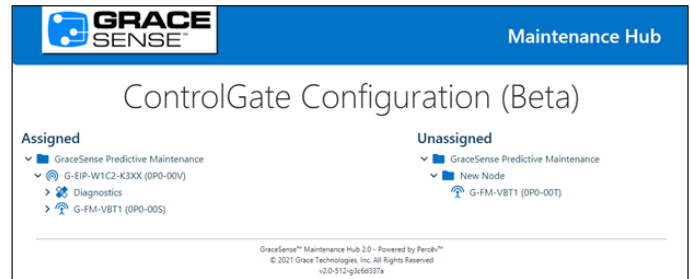 GRACE
SENSE™
Maintenance Hub
ControlGate Configuration (Beta)
Assigned
GraceSense Predictive Maintenance
G-EIP-W1C2-K3XX (0P0-00V)
Diagnostics
G-FM-VBT1 (0P0-00S)
Unassigned
GraceSense Predictive Maintenance
New Node
G-FM-VBT1 (0P0-00T)
GraceSense™ Maintenance Hub 2.0 - Powered by Percēv™
© 2021 Grace Technologies, Inc. All Rights Reserved
v2.0-512-g3c6d337a